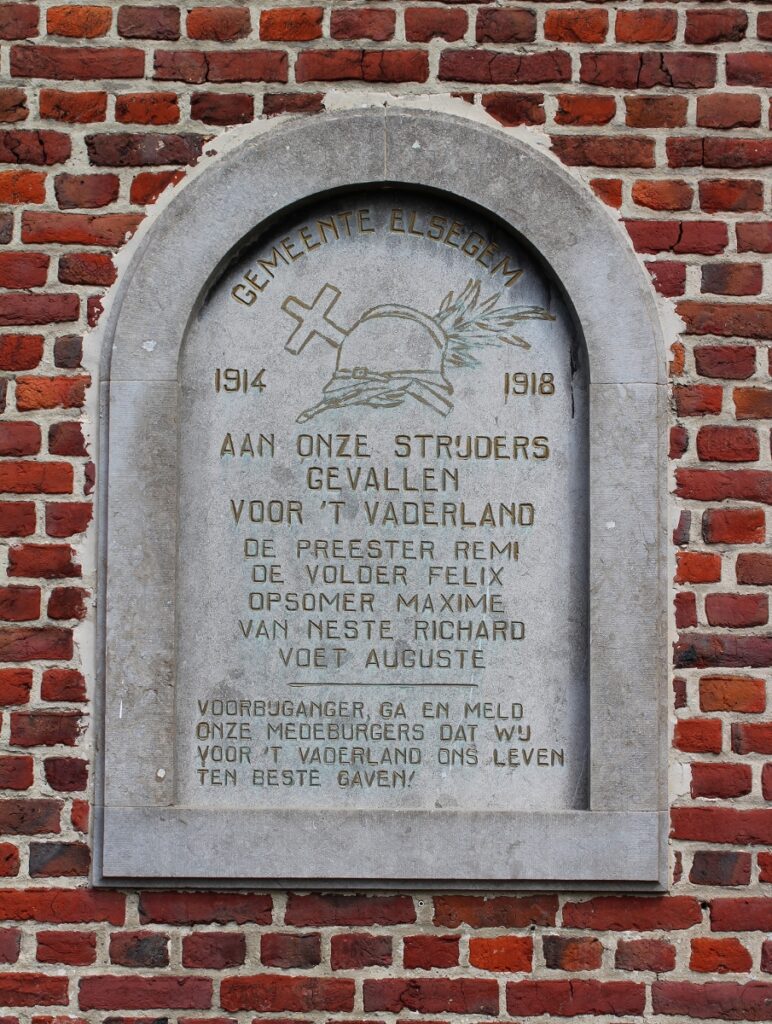 GEMEENTE ELSEGEM
1914 1918
AAN ONZE STRIJDERS
GEVALLEN
VOOR 'T VADERLAND
DE PREESTER REMI
DE VOLDER FELIX
OPSOMER MAXIME
VAN NESTE RICHARD
VOET AUGUSTE
VOORBIJGANGER, GA EN MELD
ONZE MEDEBURGERS DAT WIJ
VOOR 'T VADERLAND ONS LEVEN
TEN BESTE GAVEN!